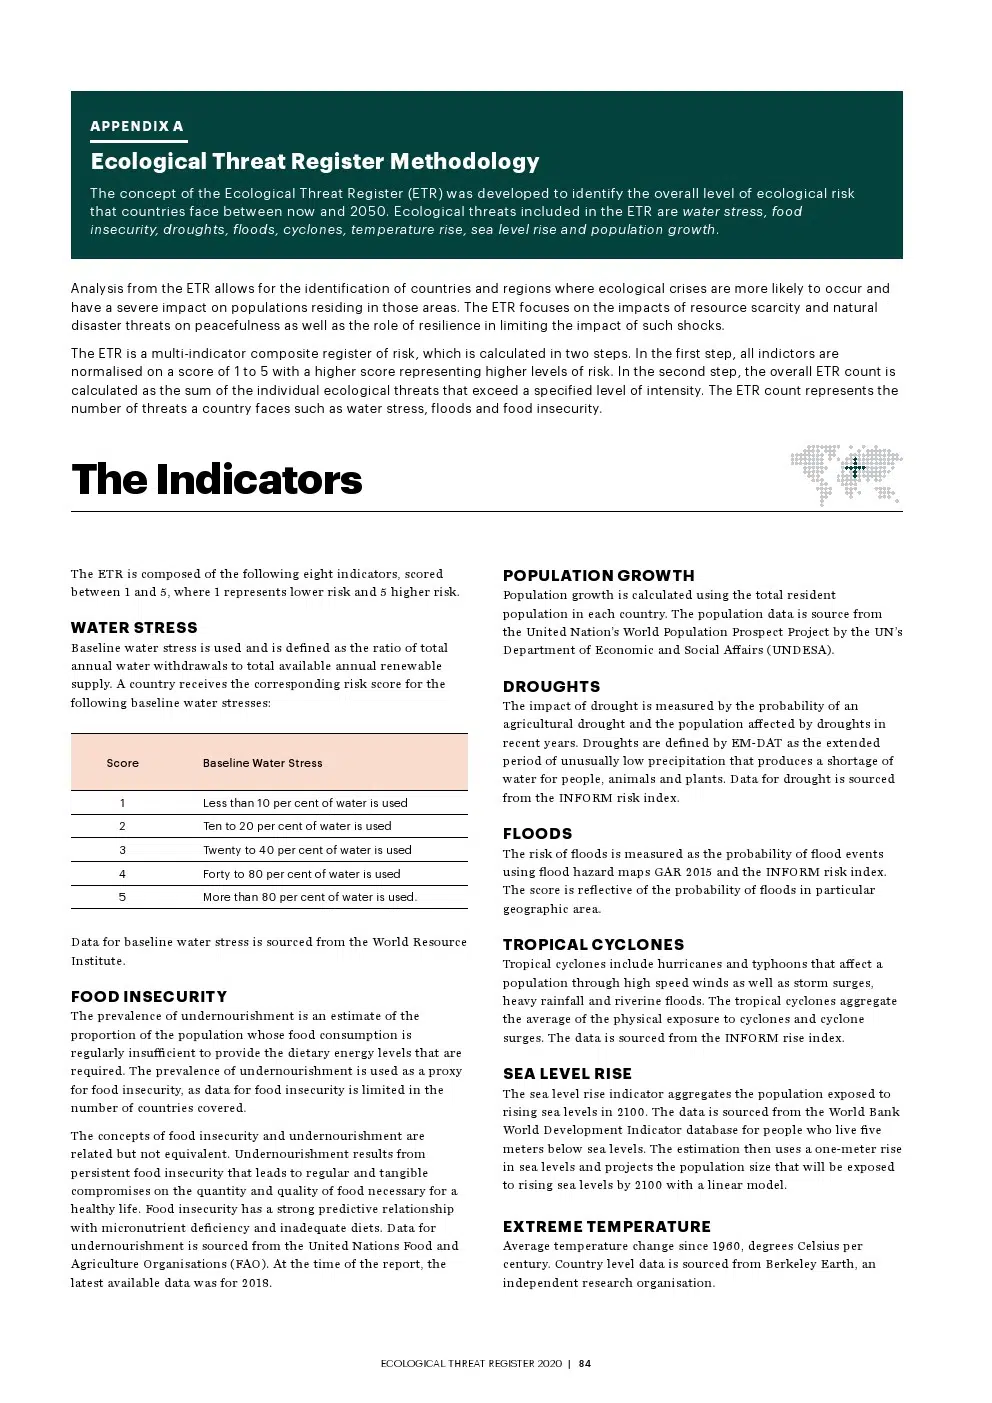 APPENDIX A
Ecological Threat Register Methodology
The concept of the Ecological Threat Register (ETR) was developed to identify the overall level of ecological risk
that countries face between now and 2050. Ecological threats included in the ETR are water stress, food
insecurity, droughts, floods, cyclones, temperature rise, sea level rise and population growth.
Analysis from the ETR allows for the identification of countries and regions where ecological crises are more likely to occur and
have a severe impact on populations residing in those areas. The ETR focuses on the impacts of resource scarcity and natural
disaster threats on peacefulness as well as the role of resilience in limiting the impact of such shocks.
The ETR is a multi-indicator composite register of risk, which is calculated in two steps. In the first step, all indictors are
normalised on a score of 1 to 5 with a higher score representing higher levels of risk. In the second step, the overall ETR count is
calculated as the sum of the individual ecological threats that exceed a specified level of intensity. The ETR count represents the
number of threats a country faces such as water stress, floods and food insecurity.
The Indicators
The ETR is composed of the following eight indicators, scored
between 1 and 5, where 1 represents lower risk and 5 higher risk.
WATER STRESS
Baseline water stress is used and is defined as the ratio of total
annual water withdrawals to total available annual renewable
supply. A country receives the corresponding risk score for the
following baseline water stresses:
Score Baseline Water Stress
1 Less than 10 per cent of water is used
2 Ten to 20 per cent of water is used
3 Twenty to 40 per cent of water is used
4 Forty to 80 per cent of water is used
5 More than 80 per cent of water is used.
Data for baseline water stress is sourced from the World Resource
Institute.
FOOD INSECURITY
The prevalence of undernourishment is an estimate of the
proportion of the population whose food consumption is
regularly insufficient to provide the dietary energy levels that are
required. The prevalence of undernourishment is used as a proxy
for food insecurity, as data for food insecurity is limited in the
number of countries covered.
The concepts of food insecurity and undernourishment are
related but not equivalent. Undernourishment results from
persistent food insecurity that leads to regular and tangible
compromises on the quantity and quality of food necessary for a
healthy life. Food insecurity has a strong predictive relationship
with micronutrient deficiency and inadequate diets. Data for
undernourishment is sourced from the United Nations Food and
Agriculture Organisations (FAO). At the time of the report, the
latest available data was for 2018.
POPULATION GROWTH
Population growth is calculated using the total resident
population in each country. The population data is source from
the United Nation's World Population Prospect Project by the UN's
Department of Economic and Social Affairs (UNDESA).
DROUGHTS
The impact of drought is measured by the probability of an
agricultural drought and the population affected by droughts in
recent years. Droughts are defined by EM-DAT as the extended
period of unusually low precipitation that produces a shortage of
water for people, animals and plants. Data for drought is sourced
from the INFORM risk index.
FLOODS
The risk of floods is measured as the probability of flood events
using flood hazard maps GAR 2015 and the INFORM risk index.
The score is reflective of the probability of floods in particular
geographic area.
TROPICAL CYCLONES
Tropical cyclones include hurricanes and typhoons that affect a
population through high speed winds as well as storm surges,
heavy rainfall and riverine floods. The tropical cyclones aggregate
the average of the physical exposure to cyclones and cyclone
surges. The data is sourced from the INFORM rise index.
SEA LEVEL RISE
The sea level rise indicator aggregates the population exposed to
rising sea levels in 2100. The data is sourced from the World Bank
World Development Indicator database for people who live five
meters below sea levels. The estimation then uses a one-meter rise
in sea levels and projects the population size that will be exposed
to rising sea levels by 2100 with a linear model.
EXTREME TEMPERATURE
Average temperature change since 1960, degrees Celsius per
century. Country level data is sourced from Berkeley Earth, an
independent research organisation.
ECOLOGICAL THREAT REGISTER 2020 | 84